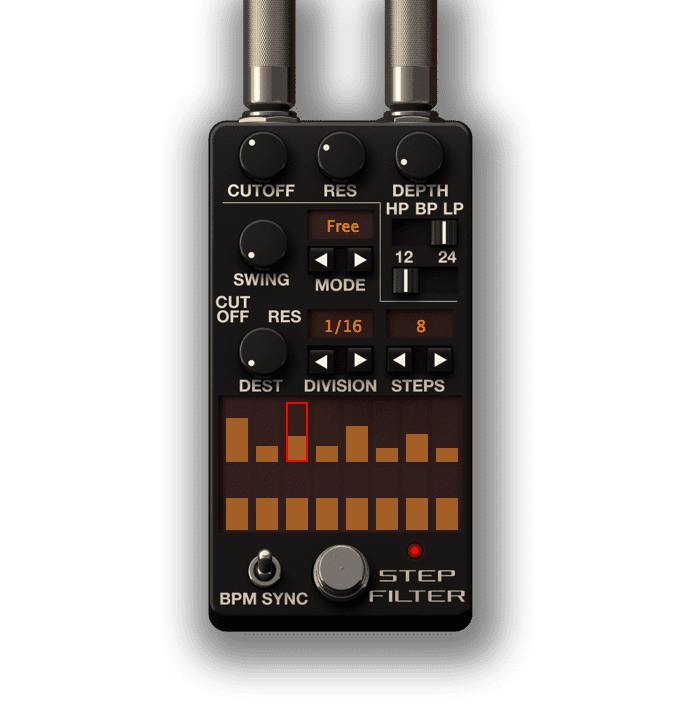 CUTOFF RES DEPTH
HP BP LP
Free
12 24
SWING
MODE
CUT
OFF RES
1/16 8
DEST DIVISION STEPS
STEP
BPM SYNC FILTER